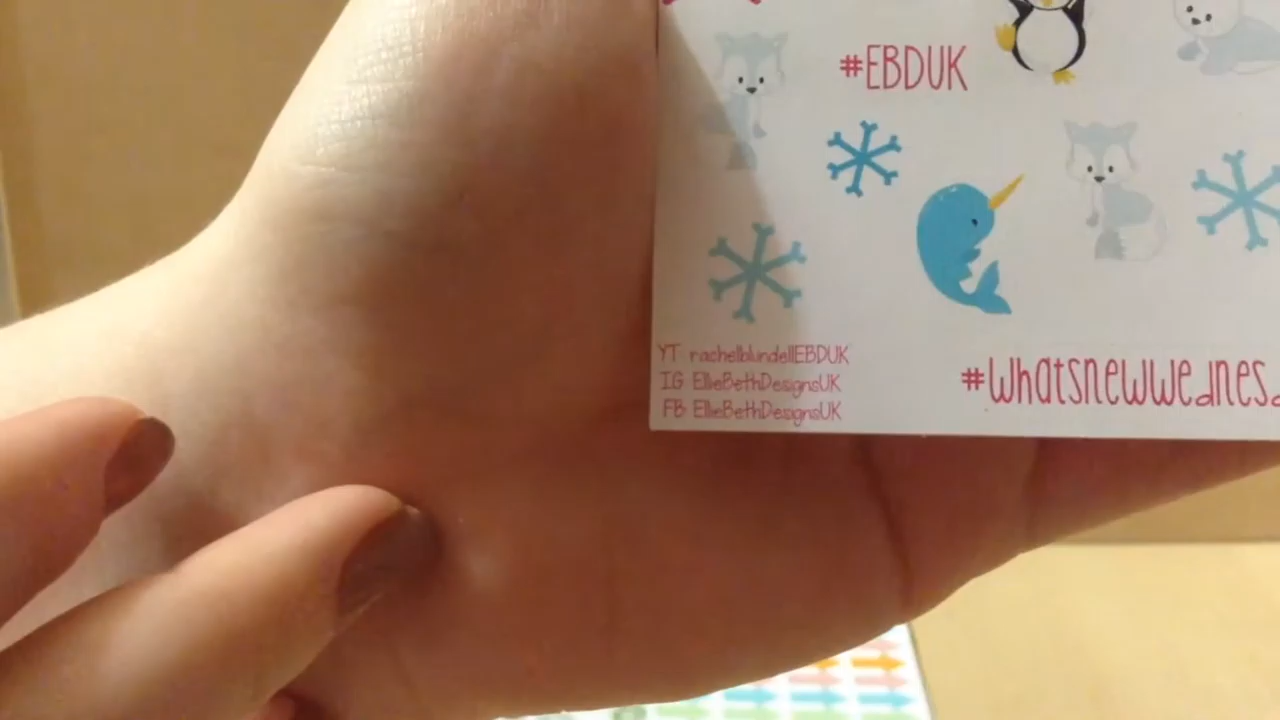 #EBDUK
YT rachelblundellEBDUK
IG EllieBethDesignsUK
FB EllieBethDesignsUK
#whatsnewwednes